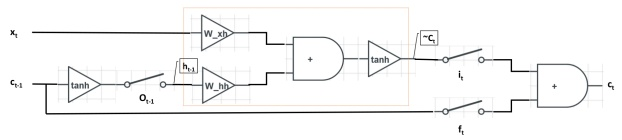 x_t
W_xh
+
tanh
~C_t
i_t
c_t-1
tanh
O_t-1
h_t-1
W_hh
f_t
+
c_t